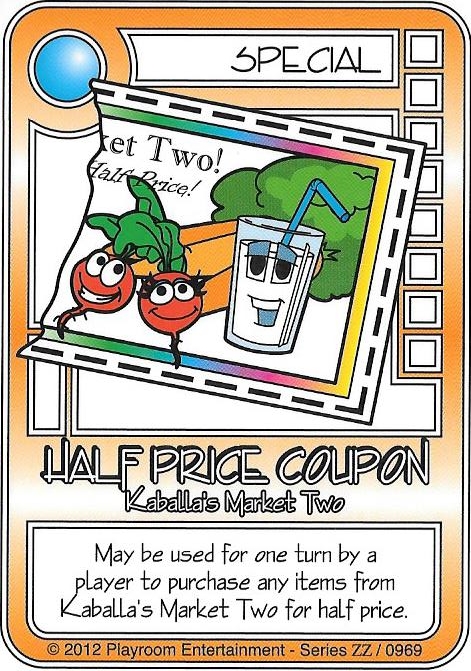 SPECIAL
ket Two!
Half Price!
HALF PRICE COUPON
Kaballa's Market Two
May be used for one turn by a
player to purchase any items from
Kaballa's Market Two for half price.
© 2012 Playroom Entertainment - Series ZZ / 0969